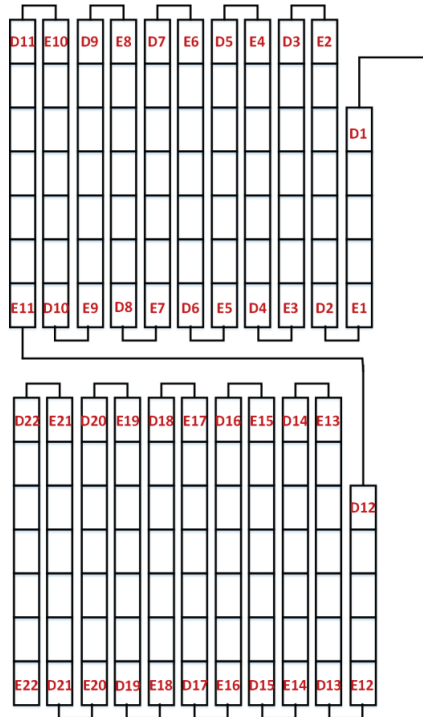 D11 E10 D9 E8 D7 E6 D5 E4 D3 E2
D1
E11 D10 E9 D8 E7 D6 E5 D4 E3 D2 E1
D22 E21 D20 E19 D18 E17 D16 E15 D14 E13
D12
E22 D21 E20 D19 E18 D17 E16 D15 E14 D13 E12